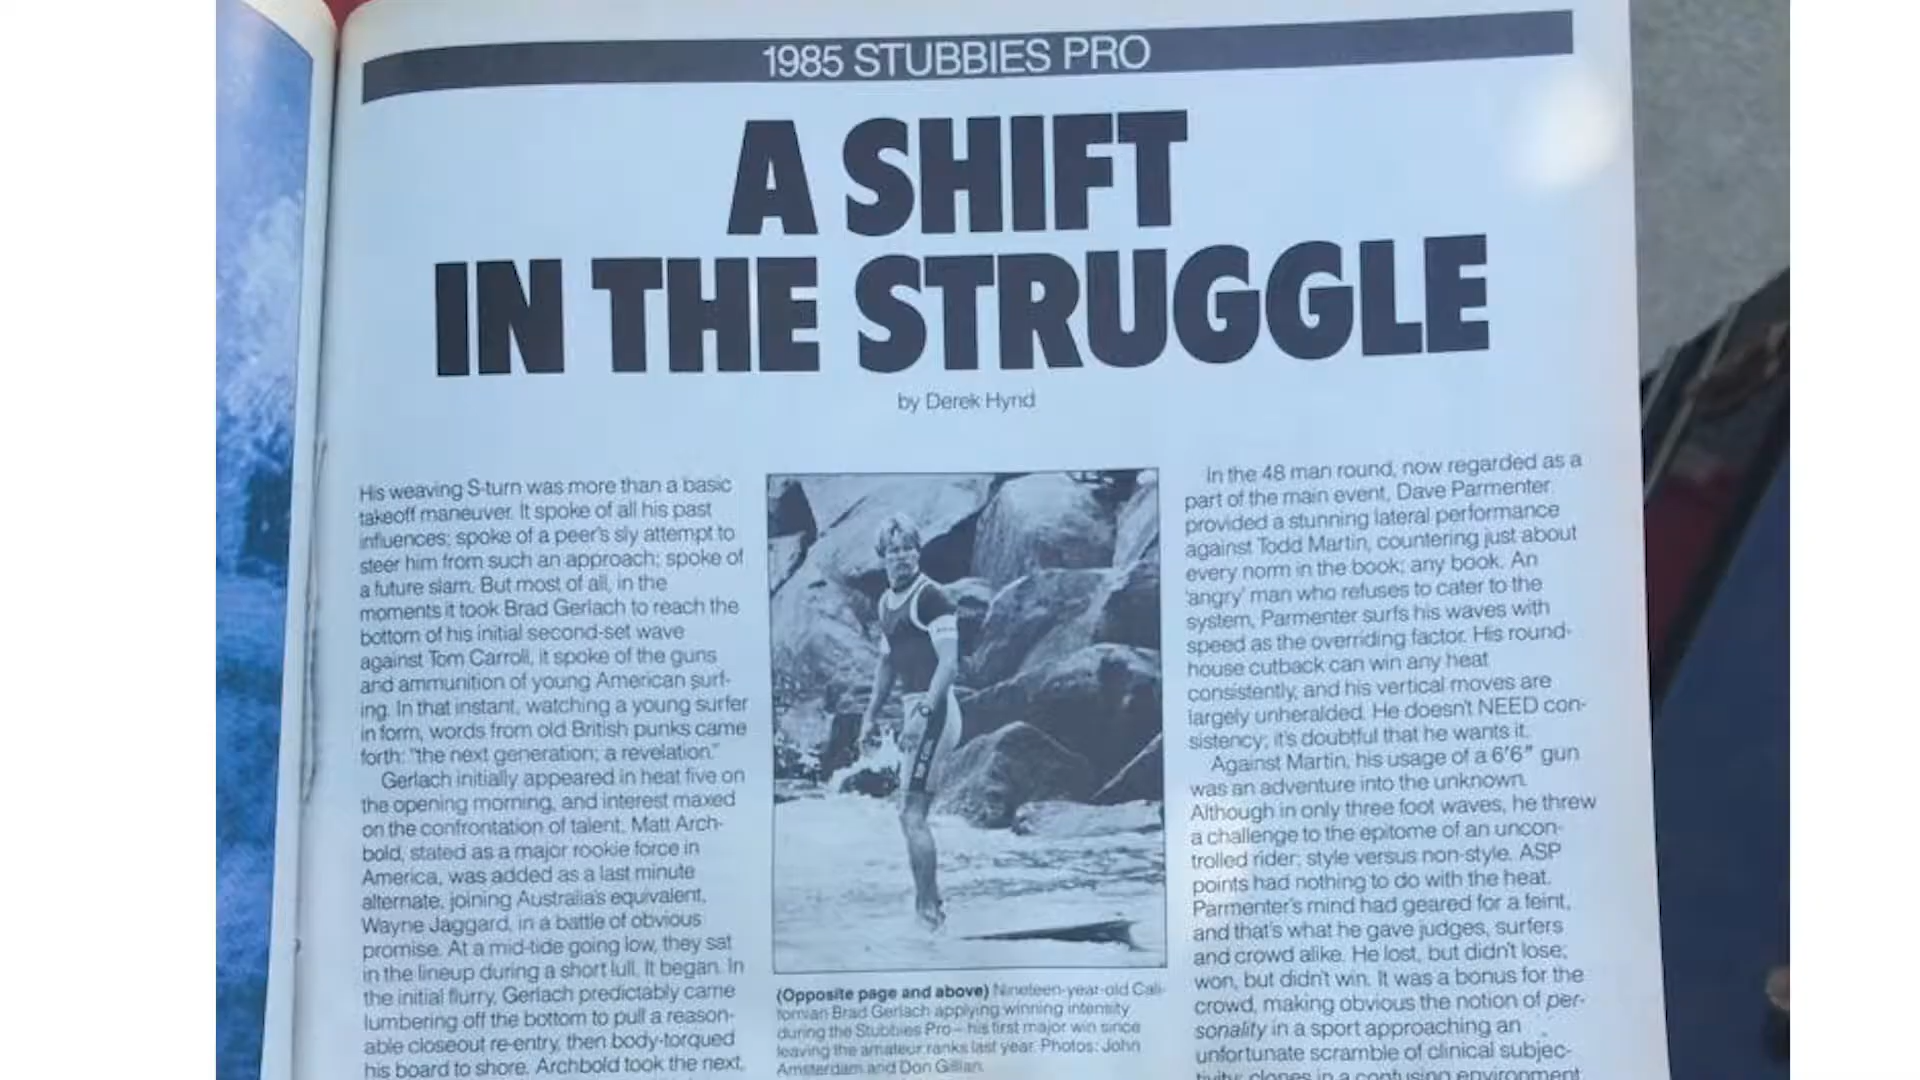 1985 STUBBIES PRO
A SHIFT
IN THE STRUGGLE
by Derek Hynd
His weaving S-turn was more than a basic
takeoff maneuver. It spoke of all his past
influences; spoke of a peer's sly attempt to
steer him from such an approach; spoke of
a future slam. But most of all, in the
moments it took Brad Gerlach to reach the
bottom of his initial second-set wave
against Tom Carroll, it spoke of the guns
and ammunition of young American surf-
ing. In that instant, watching a young surfer
in form, words from old British punks came
forth: "the next generation; a revelation."
Gerlach initially appeared in heat five on
the opening morning, and interest maxed
on the confrontation of talent. Matt Arch-
bold, stated as a major rookie force in
America, was added as a last minute
alternate, joining Australia's equivalent,
Wayne Jaggard, in a battle of obvious
promise. At a mid-tide going low, they sat
in the lineup during a short lull. It began. In
the initial flurry, Gerlach predictably came
lumbering off the bottom to pull a reason-
able closeout re-entry, then body-torqued
his board to shore. Archbold took the next,
(Opposite page and above) Nineteen-year-old Cali-
fornian Brad Gerlach applying winning intensity
during the Stubbies Pro—his first major win since
leaving the amateur ranks last year. Photos: John
Amsterdam and Don Gillan.
In the 48 man round, now regarded as a
part of the main event, Dave Parmenter
provided a stunning lateral performance
against Todd Martin, countering just about
every norm in the book; any book. An
'angry' man who refuses to cater to the
system, Parmenter surfs his waves with
speed as the overriding factor. His round-
house cutback can win any heat
consistently, and his vertical moves are
largely unheralded. He doesn't NEED con-
sistency; it's doubtful that he wants it.
Against Martin, his usage of a 6'6" gun
was an adventure into the unknown.
Although in only three foot waves, he threw
a challenge to the epitome of an uncon-
trolled rider; style versus non-style. ASP
points had nothing to do with the heat.
Parmenter's mind had geared for a feint,
and that's what he gave judges, surfers
and crowd alike. He lost, but didn't lose;
won, but didn't win. It was a bonus for the
crowd, making obvious the notion of per-
sonality in a sport approaching an
unfortunate scramble of clinical subjec-
tivity; clones in a confusing environment.